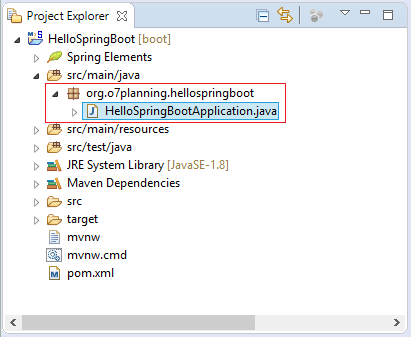 Project Explorer
HelloSpringBoot [boot]
Spring Elements
src/main/java
org.o7planning.hellospringboot
HelloSpringBootApplication.java
src/main/resources
src/test/java
JRE System Library [JavaSE-1.8]
Maven Dependencies
src
target
mvnw
mvnw.cmd
pom.xml